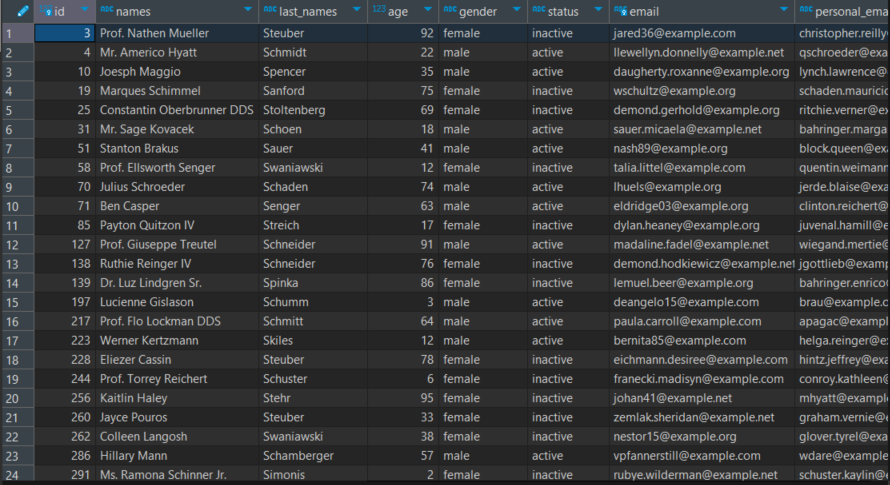 id names last_names 123 age gender status email personal_ema
1 3 Prof. Nathen Mueller Steuber 92 female inactive jared36@example.com christopher.reilly
2 4 Mr. Americo Hyatt Schmidt 22 male active llewellyn.donnelly@example.net qschroeder@ex
3 10 Joesph Maggio Spencer 35 male active daugherty.roxanne@example.org lynch.lawrence@
4 19 Marques Schimmel Sanford 75 female inactive wschultz@example.org schaden.mauricio
5 25 Constantin Oberbrunner DDS Stoltenberg 69 female inactive demond.gerhold@example.org ritchie.verner@ex
6 31 Mr. Sage Kovacek Schoen 18 male active sauer.micaela@example.net bahringer.marga
7 51 Stanton Brakus Sauer 41 male active nash89@example.org block.queen@exam
8 58 Prof. Ellsworth Senger Swaniawski 12 female inactive talia.littel@example.com quentin.weimann
9 70 Julius Schroeder Schaden 74 male active lhuels@example.org jerde.blaise@exa
10 71 Ben Casper Senger 63 male active eldridge03@example.org clinton.reichert@
11 85 Payton Quitzon IV Streich 17 female inactive dylan.heaney@example.org juvenal.hamill@e
12 127 Prof. Giuseppe Treutel Schneider 91 male active madaline.fadel@example.net wiegand.mertie@
13 138 Ruthie Reinger IV Schneider 76 female inactive demond.hodkiewicz@example.net jgottlieb@exam
14 139 Dr. Luz Lindgren Sr. Spinka 86 female inactive lemuel.beer@example.org bahringer.enrico
15 197 Lucienne Gislason Schumm 3 male active deangelo15@example.com brau@example.co
16 217 Prof. Flo Lockman DDS Schmitt 64 male active paula.carroll@example.com apagac@exampl
17 223 Werner Kertzmann Skiles 12 male active bernita85@example.com helga.reinger@e
18 228 Eliezer Cassin Steuber 78 female inactive eichmann.desiree@example.com hintz.jeffrey@exa
19 244 Prof. Torrey Reichert Schuster 6 female inactive franecki.madisyn@example.com conroy.kathleen@
20 256 Kaitlin Haley Stehr 95 female inactive johan41@example.net mhyatt@exampl
21 260 Jayce Pouros Steuber 33 female inactive zemlak.sheridan@example.net graham.vernie@
22 262 Colleen Langosh Swaniawski 38 female inactive nestor15@example.org glover.tyrel@exa
23 286 Hillary Mann Schamberger 57 male active vpfannerstill@example.com wdare@example
24 291 Ms. Ramona Schinner Jr. Simonis 2 female inactive rubye.wilderman@example.net schuster.kaylin@